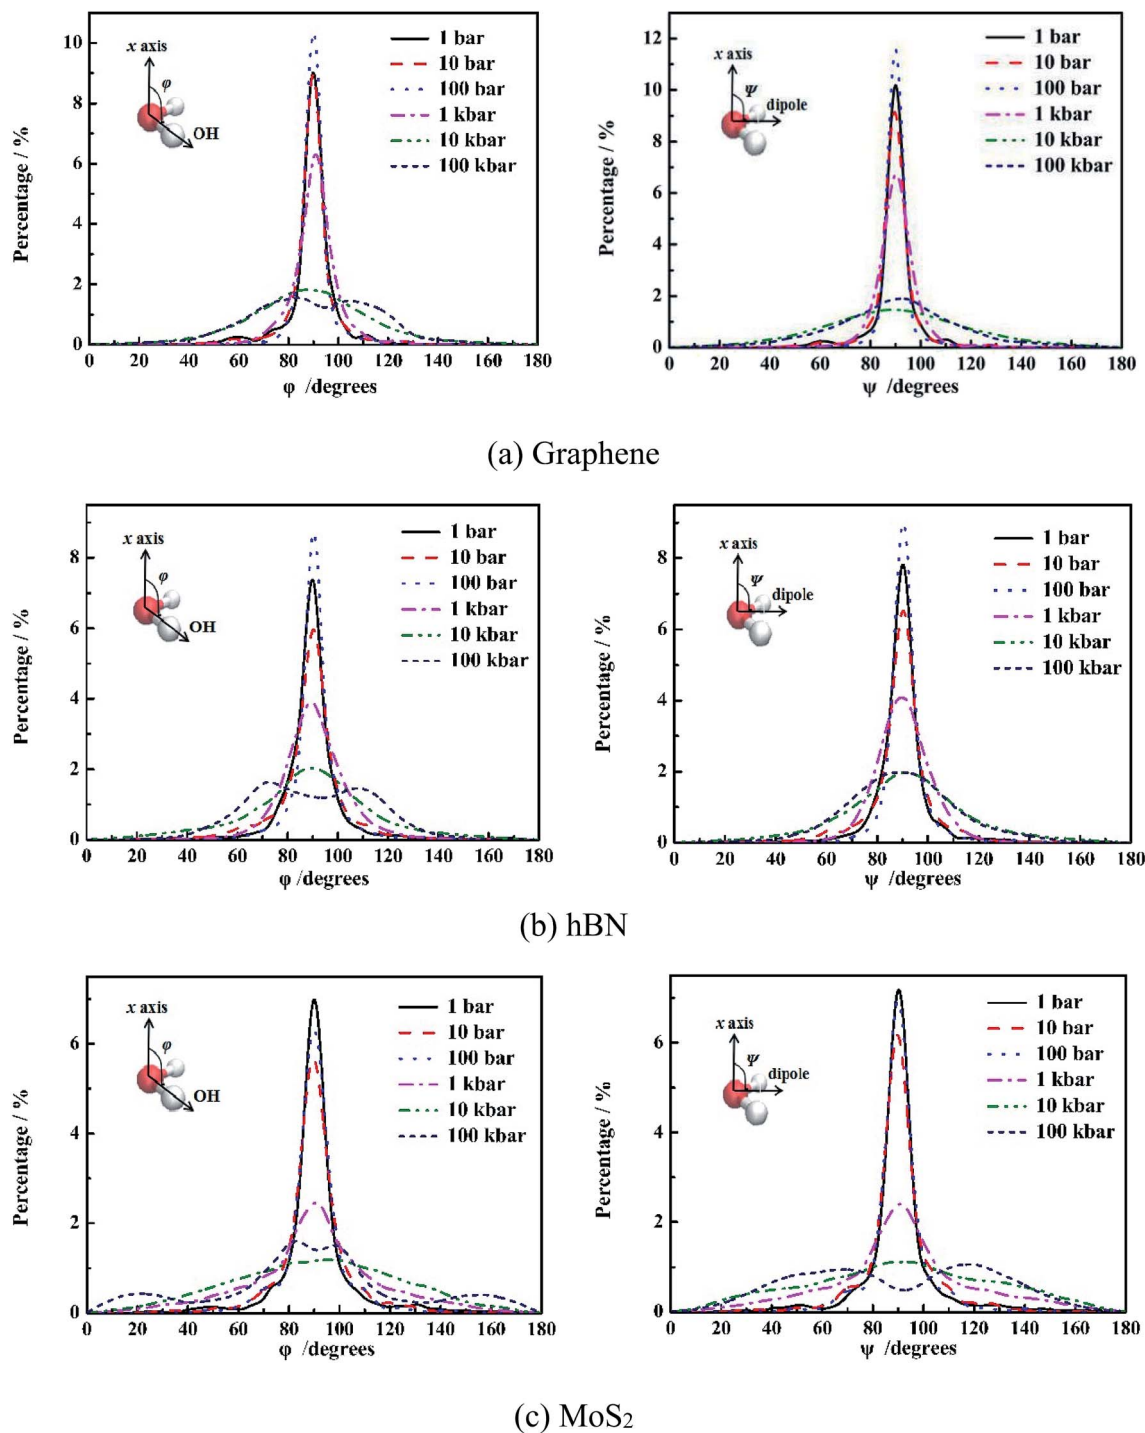 10
8
6
4
2
0
Percentage / %
x axis
φ
OH
1 bar
10 bar
100 bar
1 kbar
10 kbar
100 kbar
0 20 40 60 80 100 120 140 160 180
φ /degrees
12
10
8
6
4
2
0
Percentage / %
x axis
Ψ
dipole
1 bar
10 bar
100 bar
1 kbar
10 kbar
100 kbar
0 20 40 60 80 100 120 140 160 180
ψ /degrees
(a) Graphene
8
6
4
2
0
Percentage / %
x axis
φ
OH
1 bar
10 bar
100 bar
1 kbar
10 kbar
100 kbar
0 20 40 60 80 100 120 140 160 180
φ /degrees
8
6
4
2
0
Percentage / %
x axis
Ψ
dipole
1 bar
10 bar
100 bar
1 kbar
10 kbar
100 kbar
0 20 40 60 80 100 120 140 160 180
ψ /degrees
(b) hBN
6
4
2
0
Percentage / %
x axis
φ
OH
1 bar
10 bar
100 bar
1 kbar
10 kbar
100 kbar
0 20 40 60 80 100 120 140 160 180
φ /degrees
6
4
2
0
Percentage / %
x axis
Ψ
dipole
1 bar
10 bar
100 bar
1 kbar
10 kbar
100 kbar
0 20 40 60 80 100 120 140 160 180
ψ /degrees
(c) MoS₂